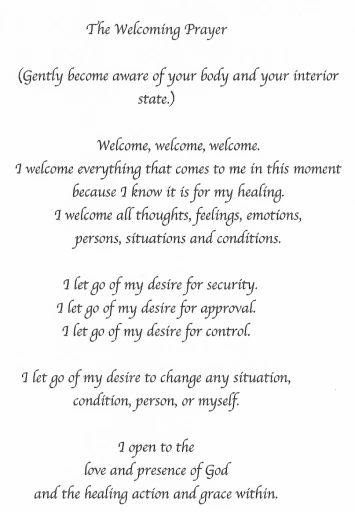 The Welcoming Prayer
(Gently become aware of your body and your interior
state.)
Welcome, welcome, welcome.
I welcome everything that comes to me in this moment
because I know it is for my healing.
I welcome all thoughts, feelings, emotions,
persons, situations and conditions.
I let go of my desire for security.
I let go of my desire for approval.
I let go of my desire for control.
I let go of my desire to change any situation,
condition, person, or myself.
I open to the
love and presence of God
and the healing action and grace within.